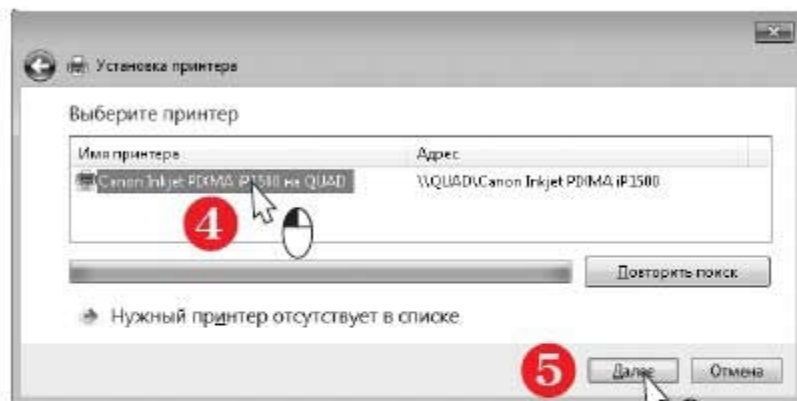 Установка принтера
Выберите принтер
Имя принтера Адрес
Canon Inkjet PIXMA iP1500 на QUAD \\QUAD\Canon Inkjet PIXMA iP1500
4
Повторить поиск
Нужный принтер отсутствует в списке
5 Далее Отмена